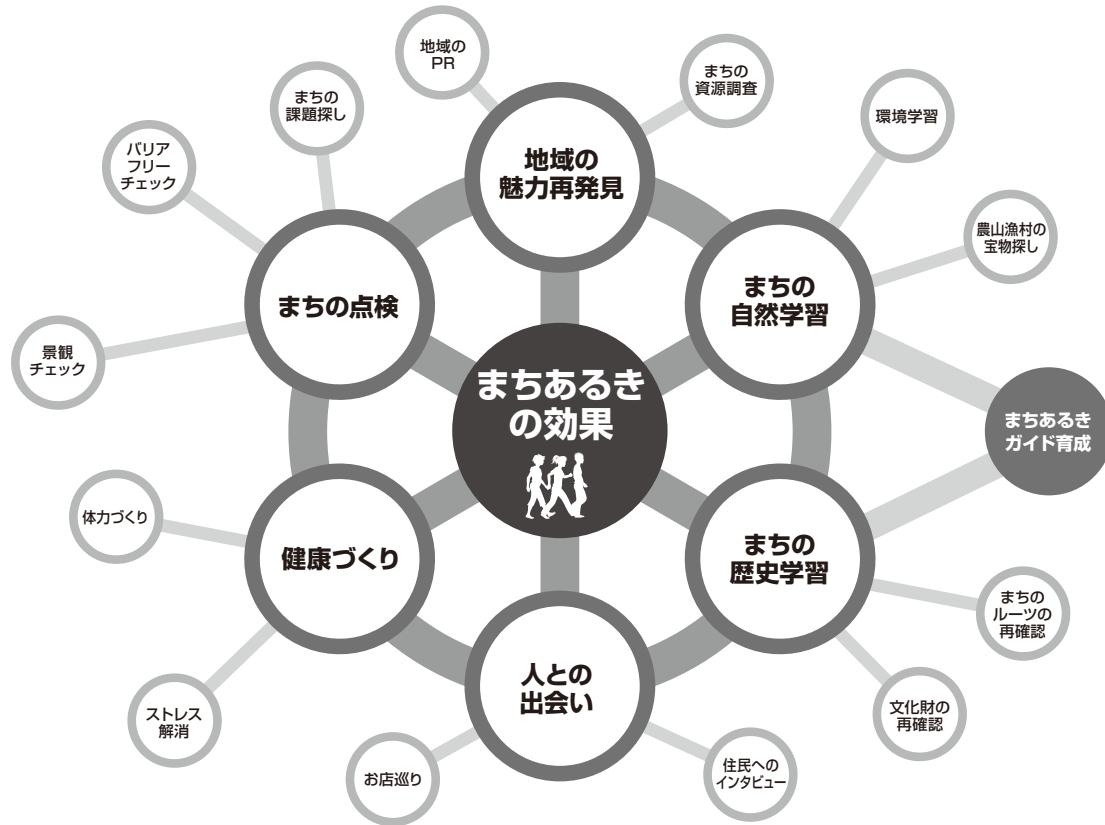 地域の
PR
まちの
資源調査
まちの
課題探し
環境学習
バリア
フリー
チェック
地域の
魅力再発見
農山漁村の
宝物探し
まちの点検
まちの
自然学習
景観
チェック
まちあるき
の効果
まちあるき
ガイド育成
体力づくり
健康づくり
まちの
歴史学習
まちの
ルーツの
再確認
人との
出会い
ストレス
解消
文化財の
再確認
お店巡り
住民への
インタビュー